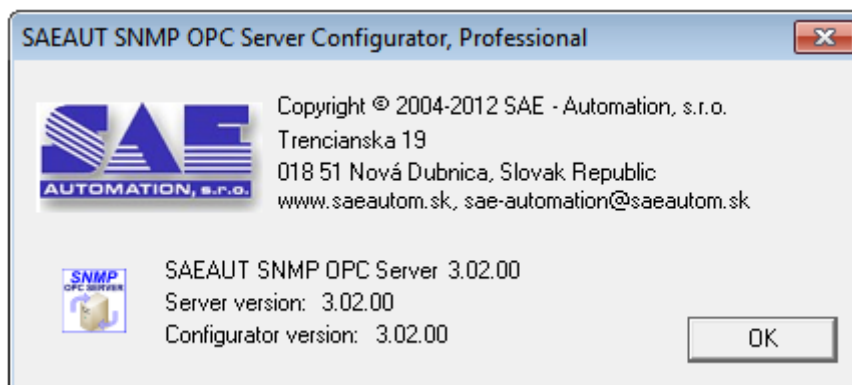 SAEAUT SNMP OPC Server Configurator, Professional
SAE
AUTOMATION, s.r.o.
Copyright © 2004-2012 SAE - Automation, s.r.o.
Trencianska 19
018 51 Nová Dubnica, Slovak Republic
www.saeautom.sk, sae-automation@saeautom.sk
SNMP
OPC SERVER
SAEAUT SNMP OPC Server 3.02.00
Server version: 3.02.00
Configurator version: 3.02.00
OK